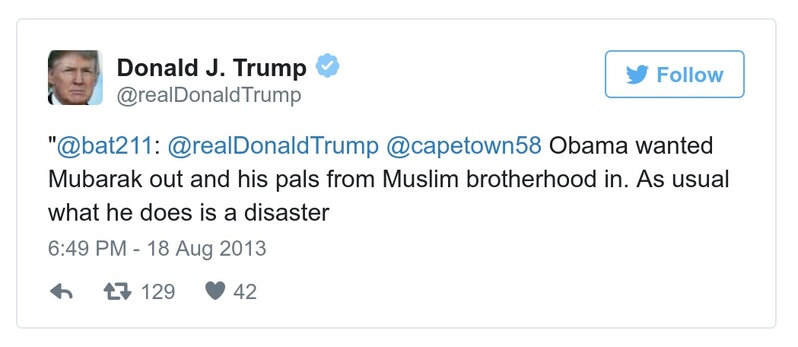 Donald J. Trump
@realDonaldTrump
Follow
"@bat211: @realDonaldTrump @capetown58 Obama wanted
Mubarak out and his pals from Muslim brotherhood in. As usual
what he does is a disaster
6:49 PM - 18 Aug 2013
129 42